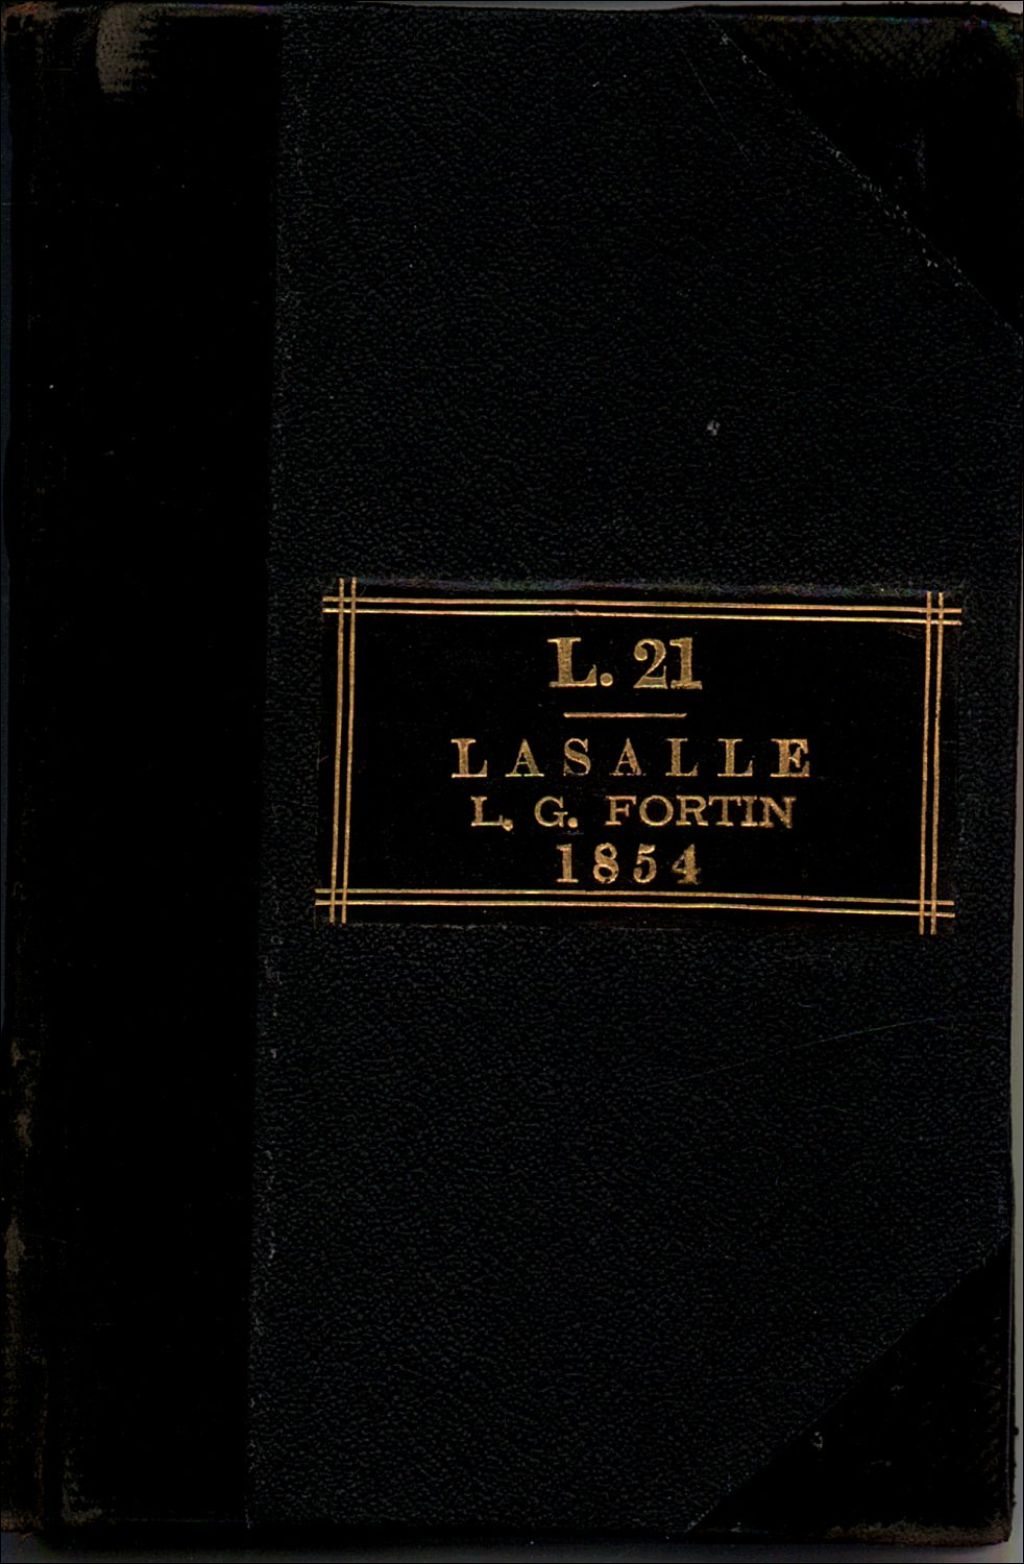 L. 21
LASALLE
L. G. FORTIN
1854